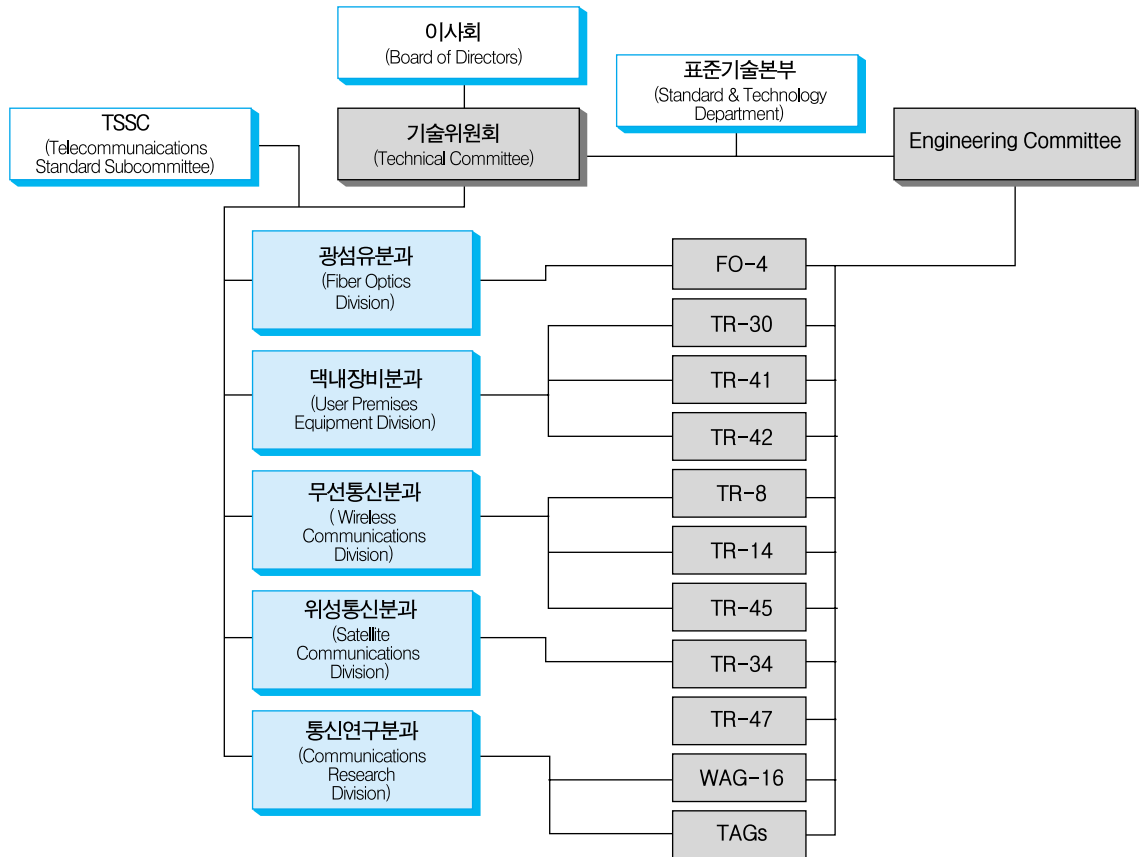 이사회
(Board of Directors)
표준기술본부
(Standard & Technology
Department)
TSSC
(Telecommunaications
Standard Subcommittee)
기술위원회
(Technical Committee)
Engineering Committee
광섬유분과
(Fiber Optics
Division)
댁내장비분과
(User Premises
Equipment Division)
무선통신분과
( Wireless
Communications
Division)
위성통신분과
(Satellite
Communications
Division)
통신연구분과
(Communications
Research
Division)
FO-4
TR-30
TR-41
TR-42
TR-8
TR-14
TR-45
TR-34
TR-47
WAG-16
TAGs